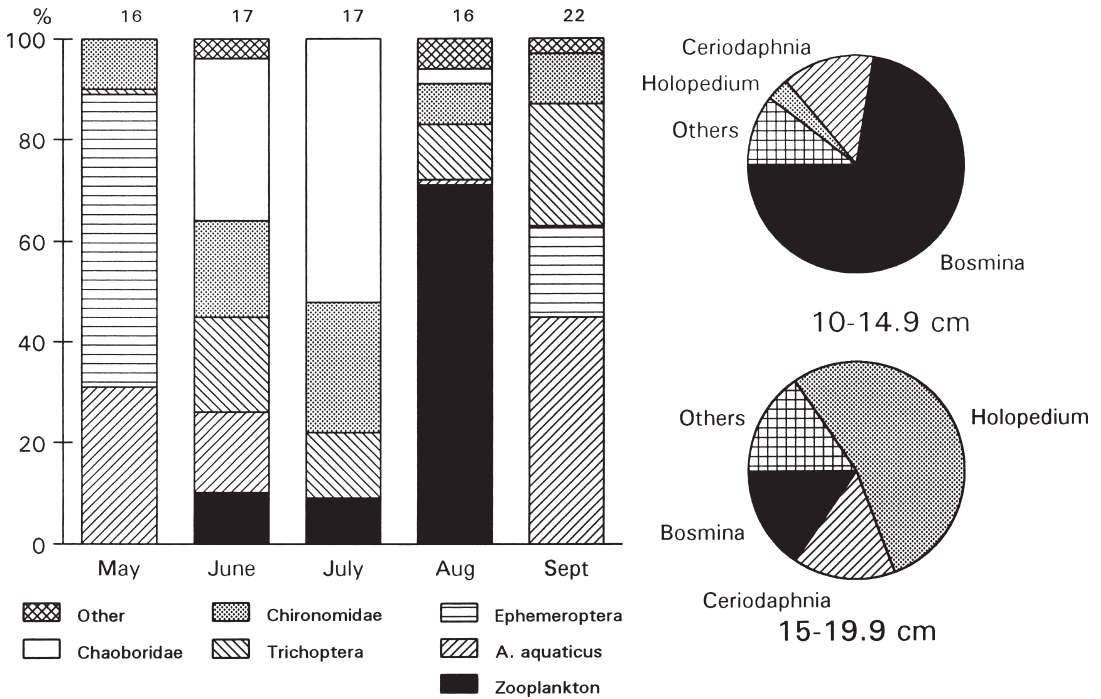 % 16 17 17 16 22
100
80
60
40
20
0
May June July Aug Sept
Other Chironomidae Ephemeroptera
Chaoboridae Trichoptera A. aquaticus
Zooplankton
Ceriodaphnia
Holopedium
Others
Bosmina
10-14.9 cm
Others
Holopedium
Bosmina
Ceriodaphnia
15-19.9 cm